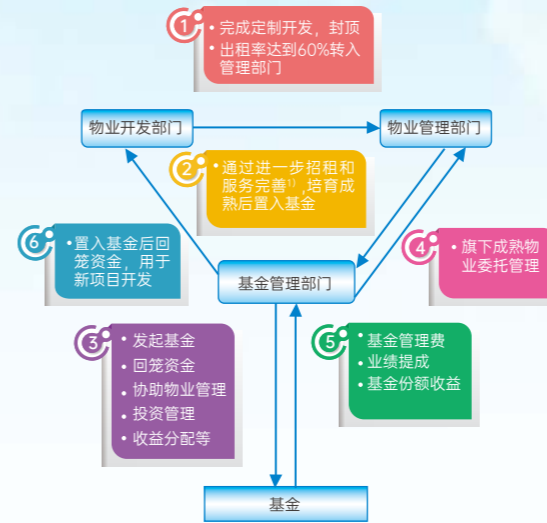 1
• 完成定制开发，封顶
• 出租率达到60%转入
管理部门
物业开发部门
物业管理部门
2
• 通过进一步招租和
服务完善¹⁾,培育成
熟后置入基金
6
•置入基金后回
笼资金，用于
新项目开发
4
• 旗下成熟物
业委托管理
基金管理部门
3
• 发起基金
• 回笼资金
• 协助物业管理
• 投资管理
• 收益分配等
5
• 基金管理费
• 业绩提成
• 基金份额收益
基金